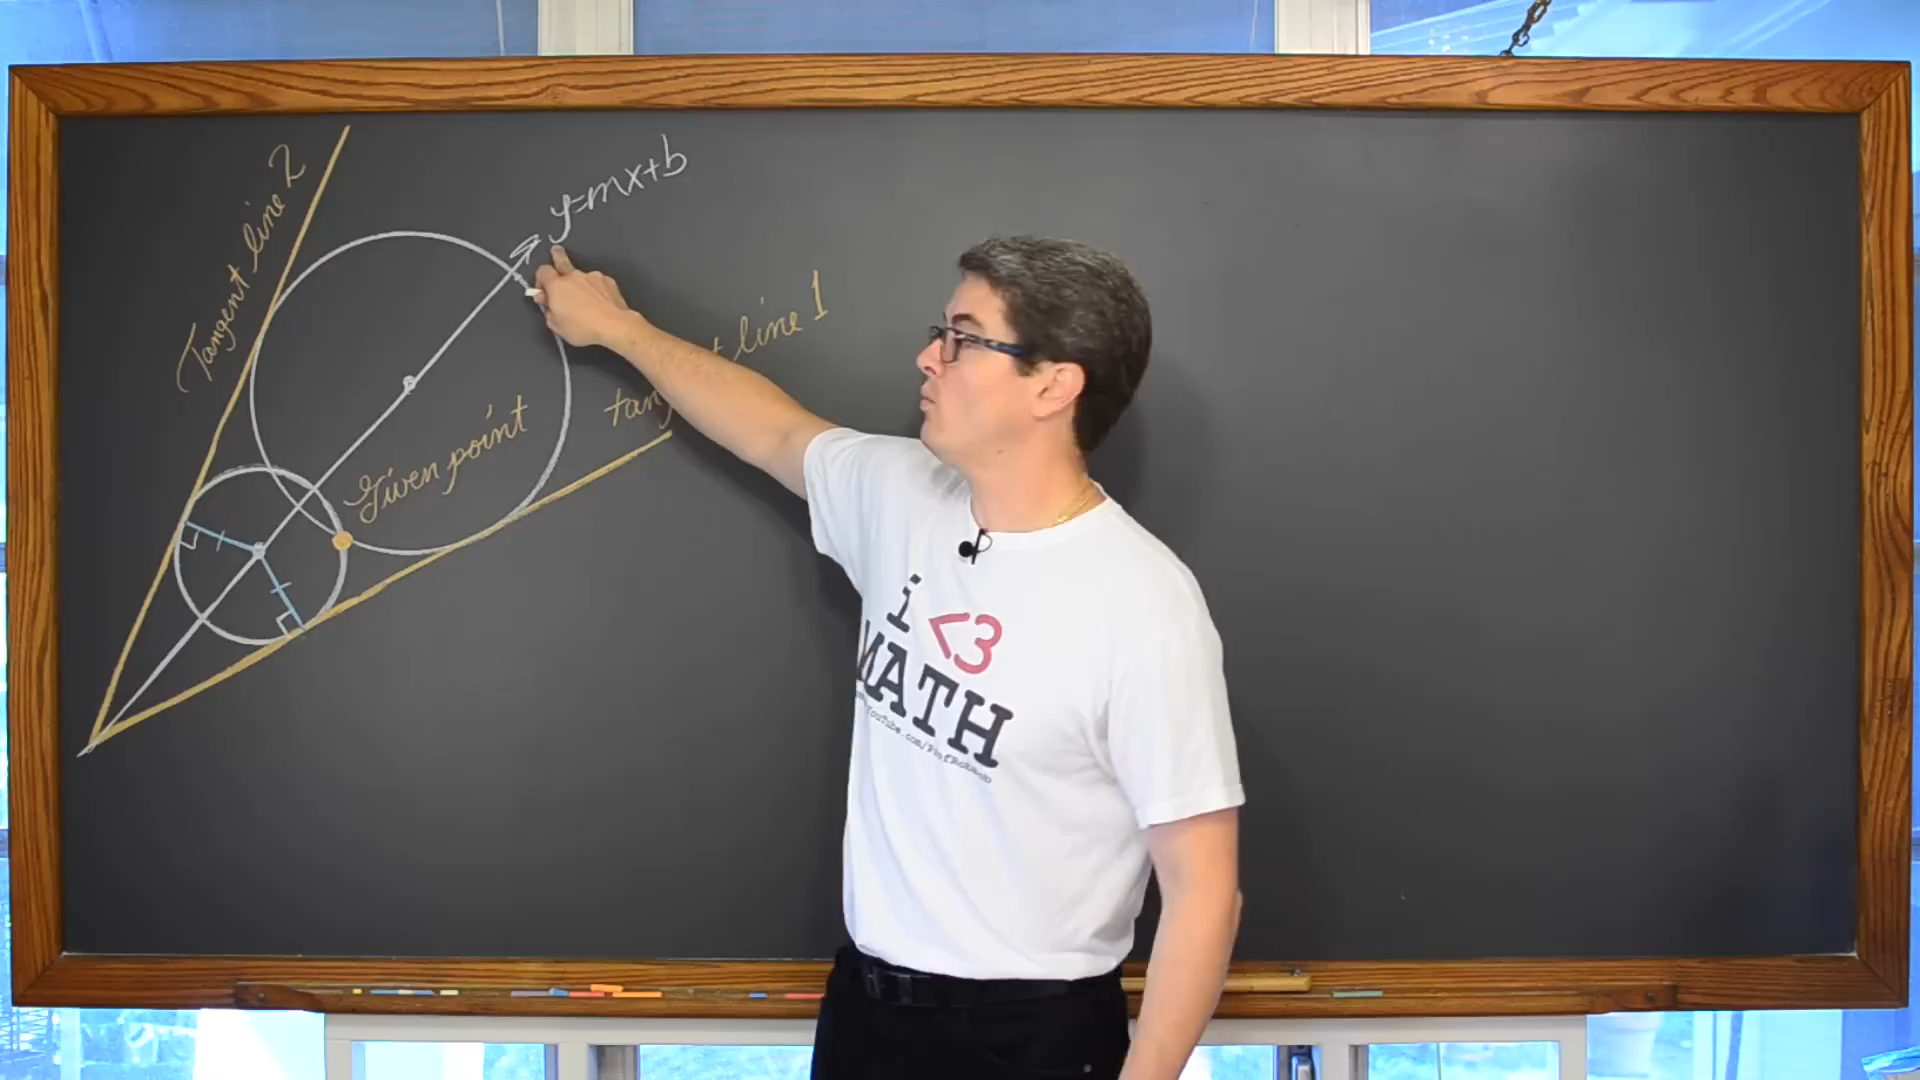 Tangent line 2
y=mx+b
line 1
Given point
i <3
MATH